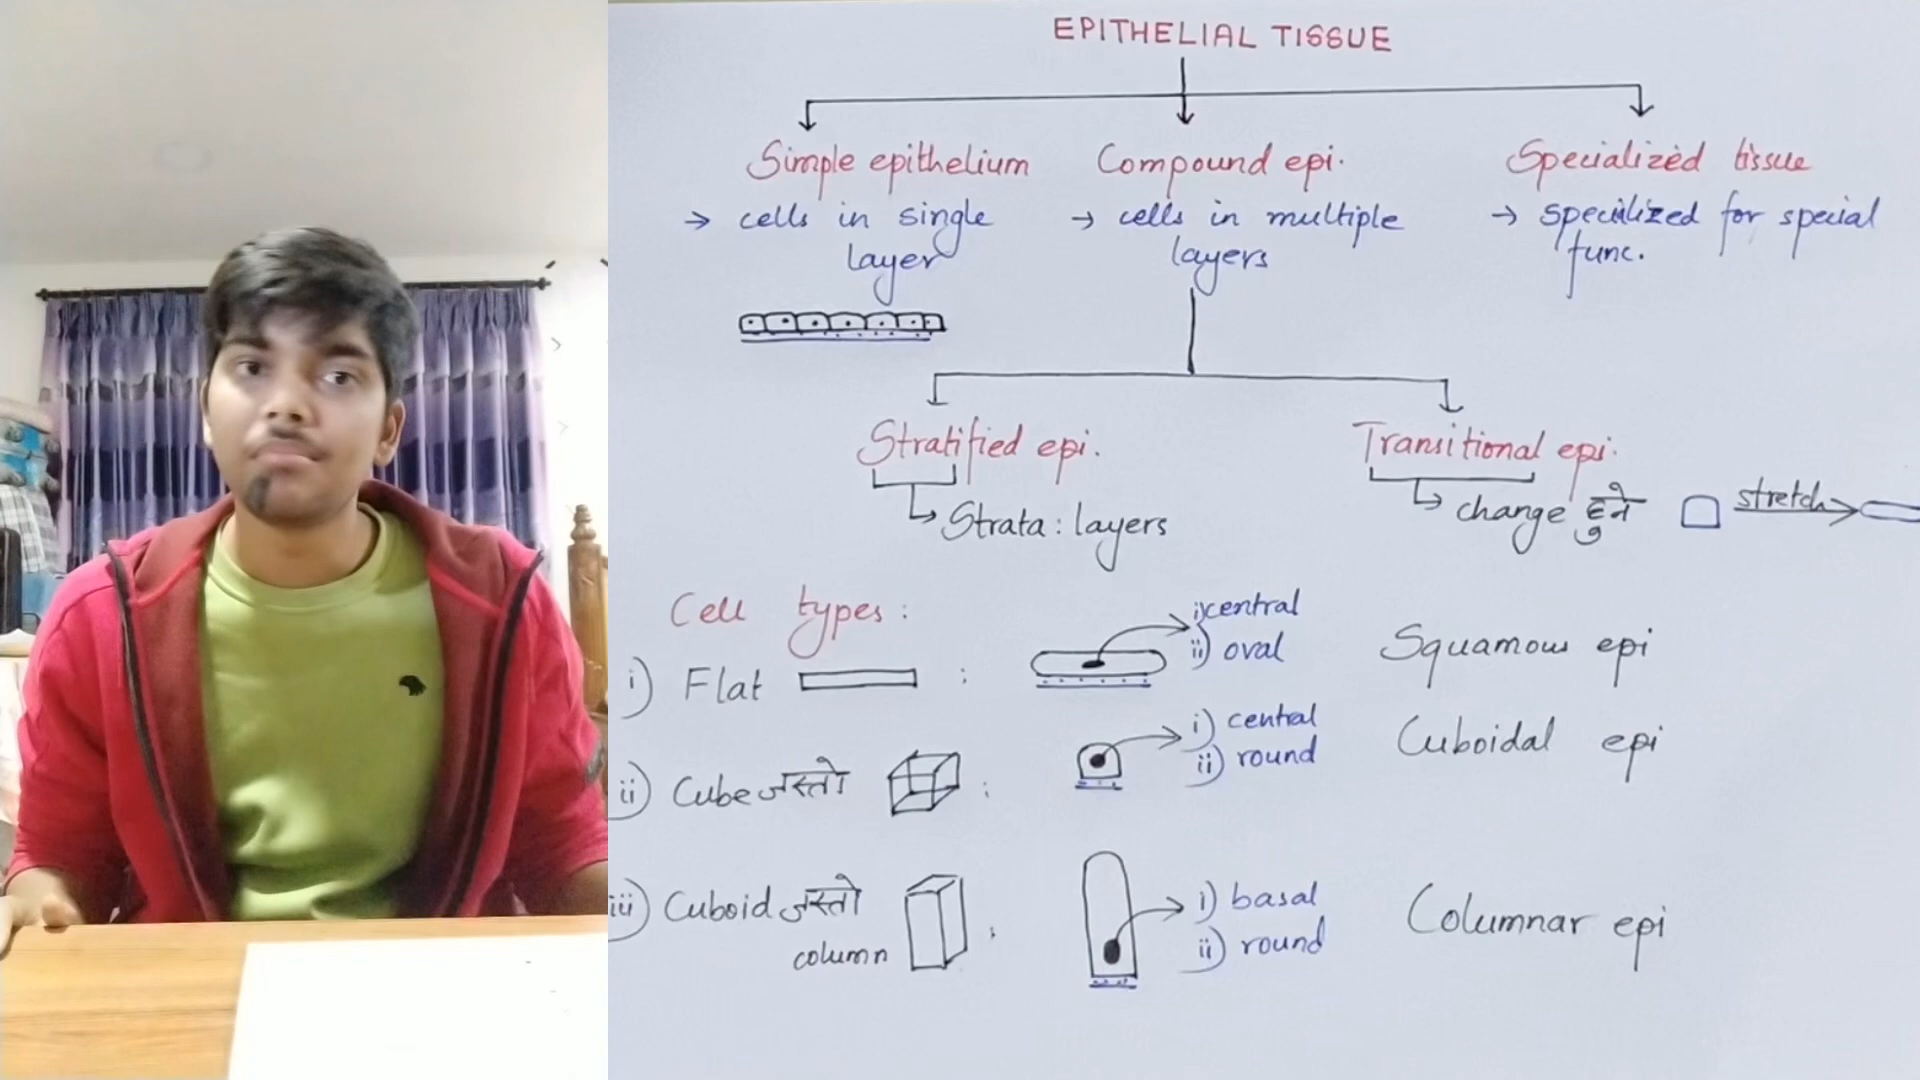 EPITHELIAL TISSUE
Simple epithelium
→ cells in single
layer
Compound epi.
→ cells in multiple
layers
Specialized tissue
→ specialized for special
func.
Stratified epi.
Strata : layers
Transitional epi.
change हुने
stretch
Cell types :
i) Flat :
i) central
ii) oval
Squamous epi
ii) Cube जस्तो :
i) central
ii) round
Cuboidal epi
iii) Cuboid जस्तो
column :
i) basal
ii) round
Columnar epi